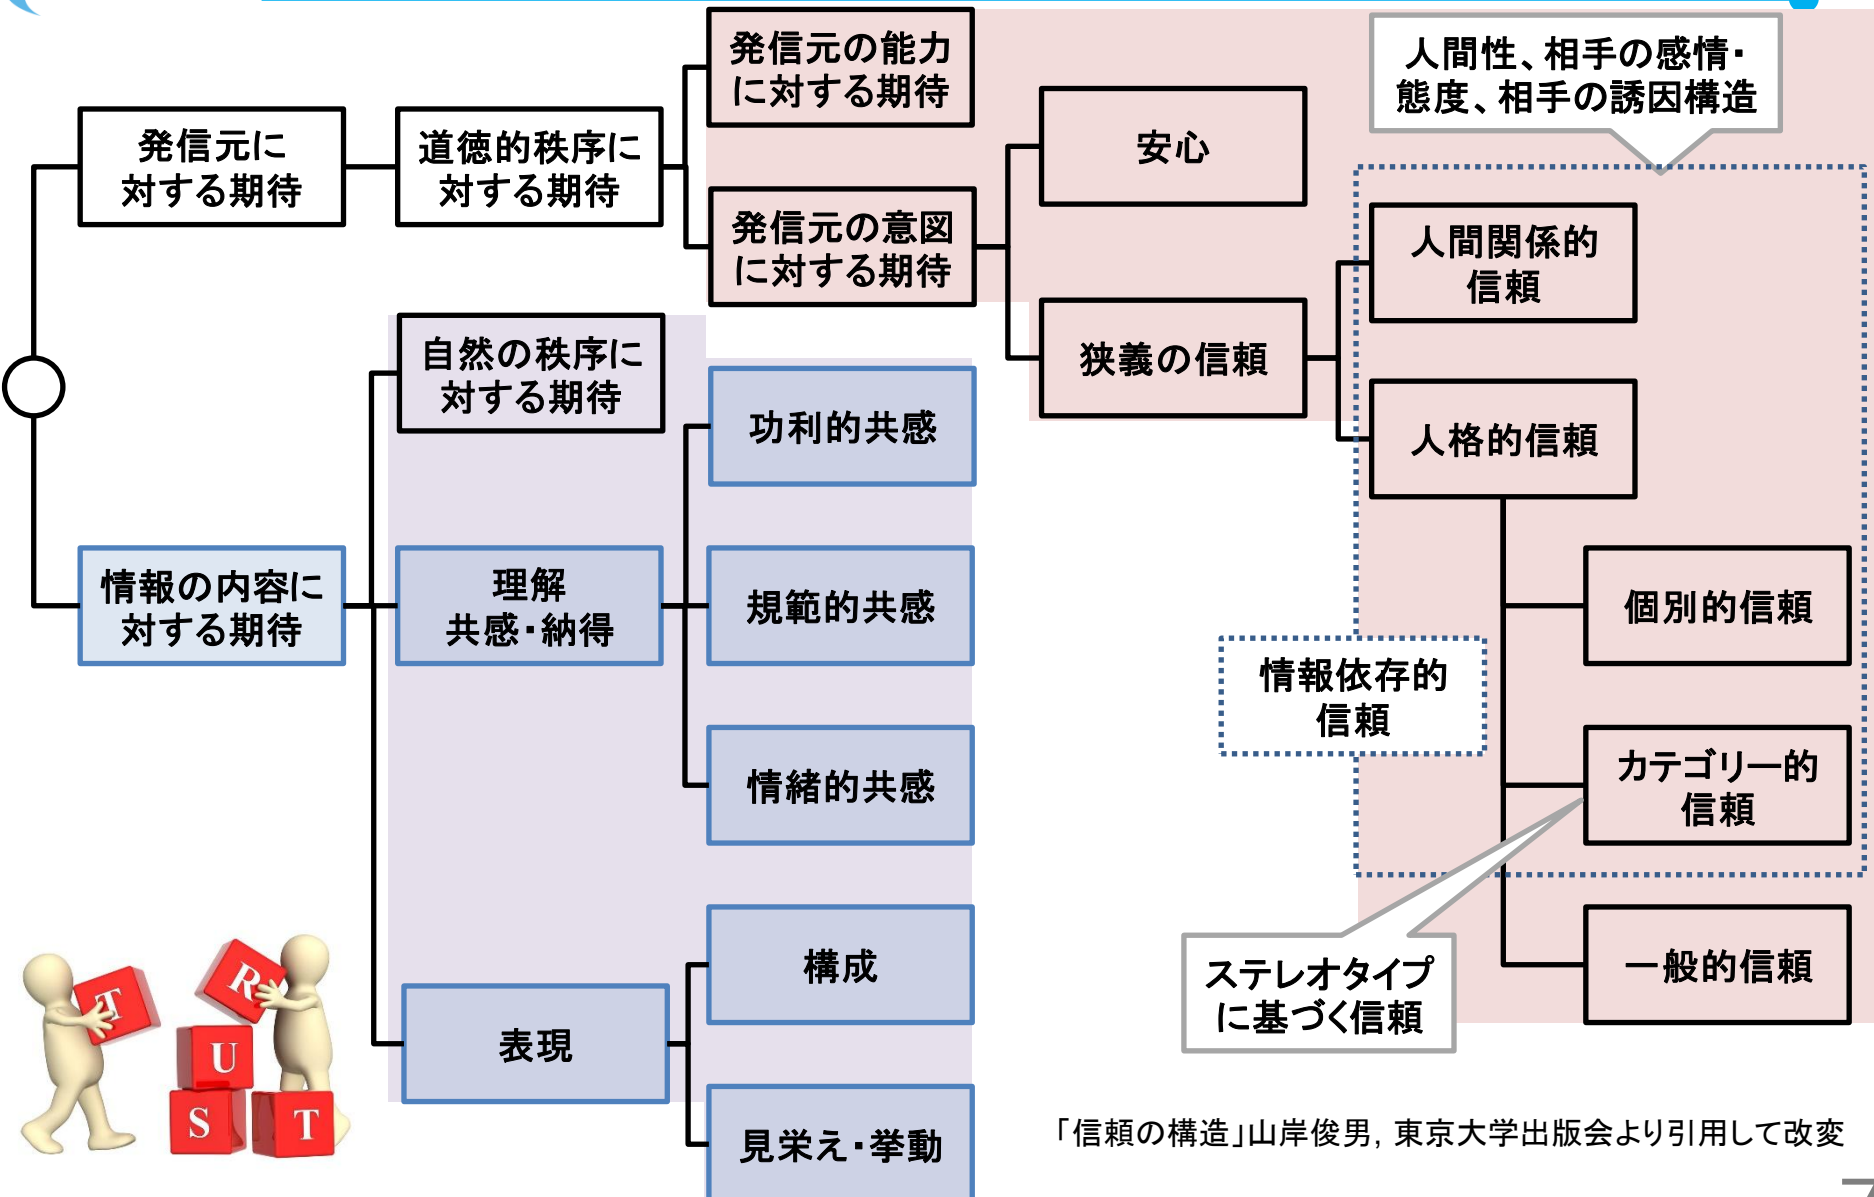 発信元に
対する期待
道徳的秩序に
対する期待
発信元の能力
に対する期待
発信元の意図
に対する期待
安心
狭義の信頼
人間性、相手の感情・
態度、相手の誘因構造
人間関係的
信頼
人格的信頼
個別的信頼
カテゴリー的
信頼
一般的信頼
情報依存的
信頼
ステレオタイプ
に基づく信頼
情報の内容に
対する期待
自然の秩序に
対する期待
理解
共感・納得
功利的共感
規範的共感
情緒的共感
表現
構成
見栄え・挙動
T
R
U
S
T
「信頼の構造」山岸俊男, 東京大学出版会より引用して改変